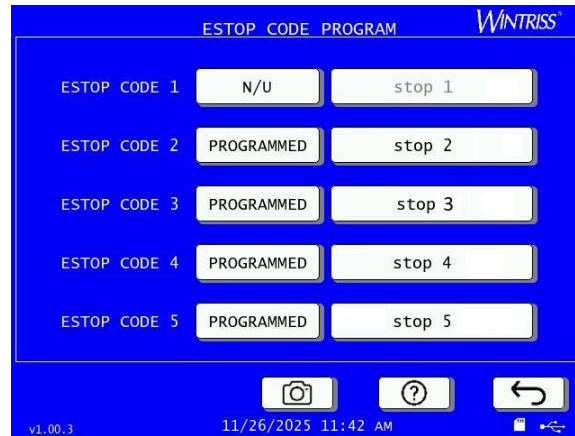 ESTOP CODE PROGRAM WINTRISS
ESTOP CODE 1 N/U stop 1
ESTOP CODE 2 PROGRAMMED stop 2
ESTOP CODE 3 PROGRAMMED stop 3
ESTOP CODE 4 PROGRAMMED stop 4
ESTOP CODE 5 PROGRAMMED stop 5
?
v1.00.3 11/26/2025 11:42 AM